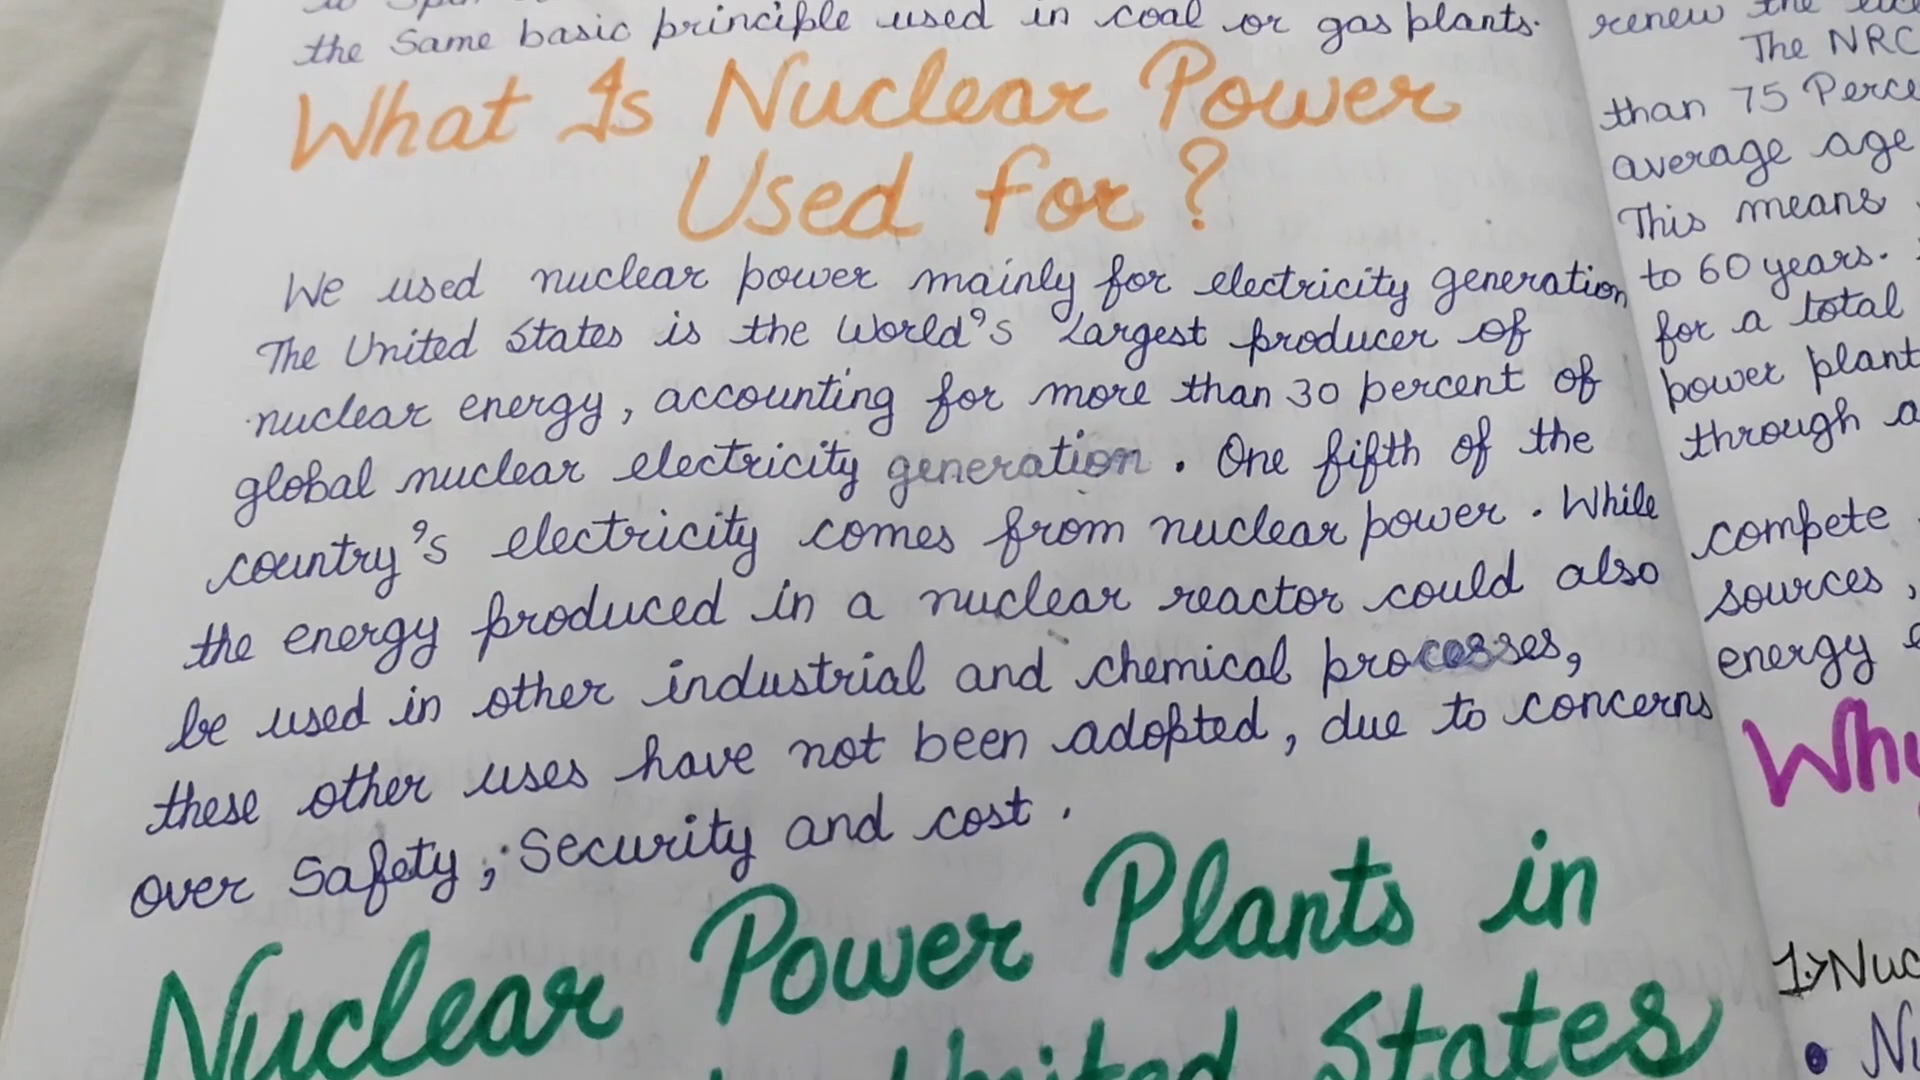 the Same basic principle used in coal or gas plants.
What Is Nuclear Power
Used for?
We used nuclear power mainly for electricity generation
The United States is the World's Largest producer of
nuclear energy, accounting for more than 30 percent of
global nuclear electricity generation. One fifth of the
country's electricity comes from nuclear power. While
the energy produced in a nuclear reactor could also
be used in other industrial and chemical processes,
these other uses have not been adopted, due to concerns
over Safety, Security and cost.
Nuclear Power Plants in
United States
renew the
The NRC
than 75 Perce
average age
This means
to 60 years.
for a total
power plant
through a
compete
sources,
energy
Why
1.>Nuc
• Nu